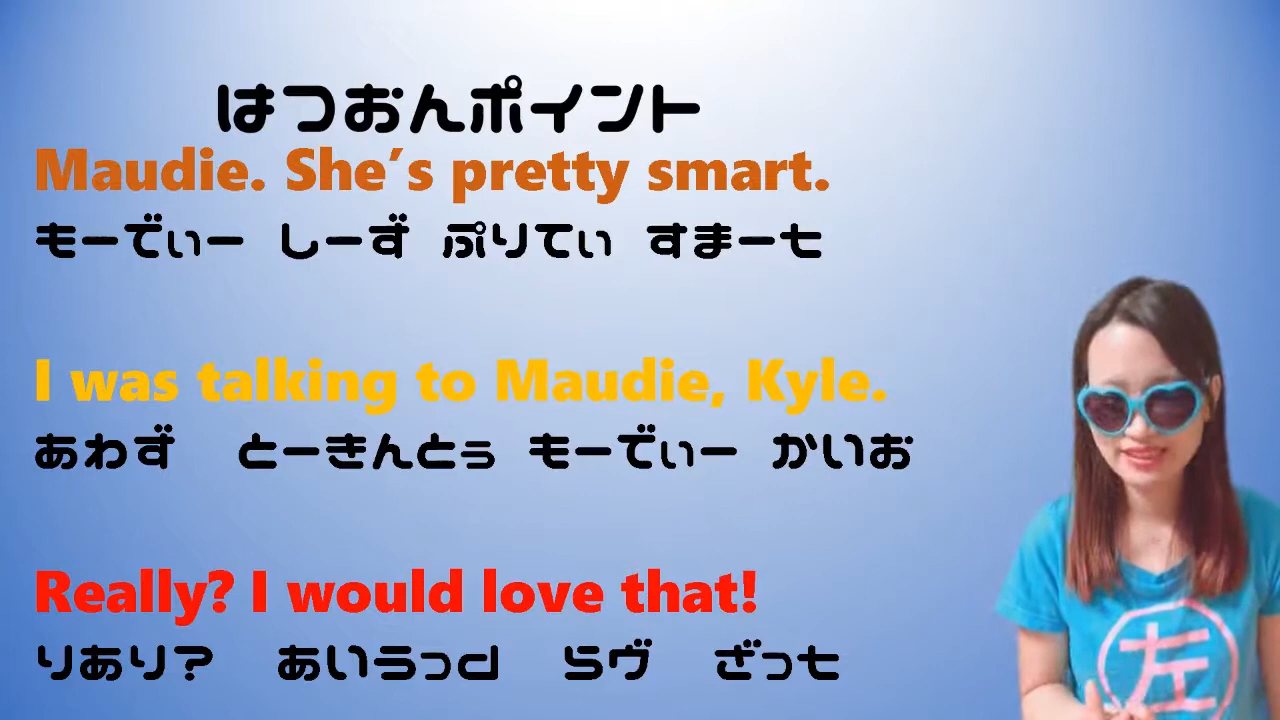 はつおんポイント
Maudie. She’s pretty smart.
もーでぃー しーず ぷりてぃ すまーt
I was talking to Maudie, Kyle.
あわず とーきんとぅ もーでぃー かいお
Really? I would love that!
りあり？ あいうっd らヴ ざっt
左